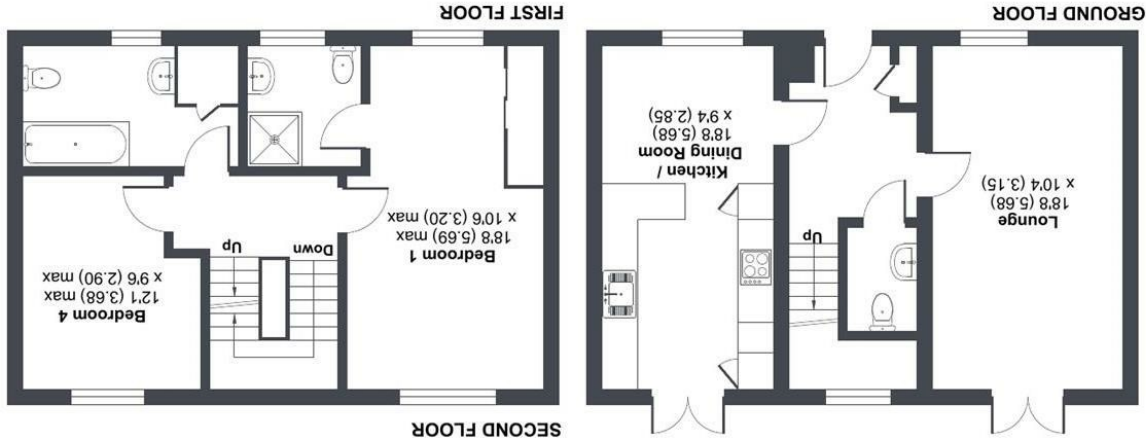 SECOND FLOOR
Lounge
18'8 (5.68)
x 10'4 (3.15)
Up
Kitchen /
Dining Room
18'8 (5.68)
x 9'4 (2.85)
GROUND FLOOR
Bedroom 1
18'8 (5.69) max
x 10'6 (3.20) max
Down
Up
Bedroom 4
12'1 (3.68) max
x 9'6 (2.90) max
FIRST FLOOR